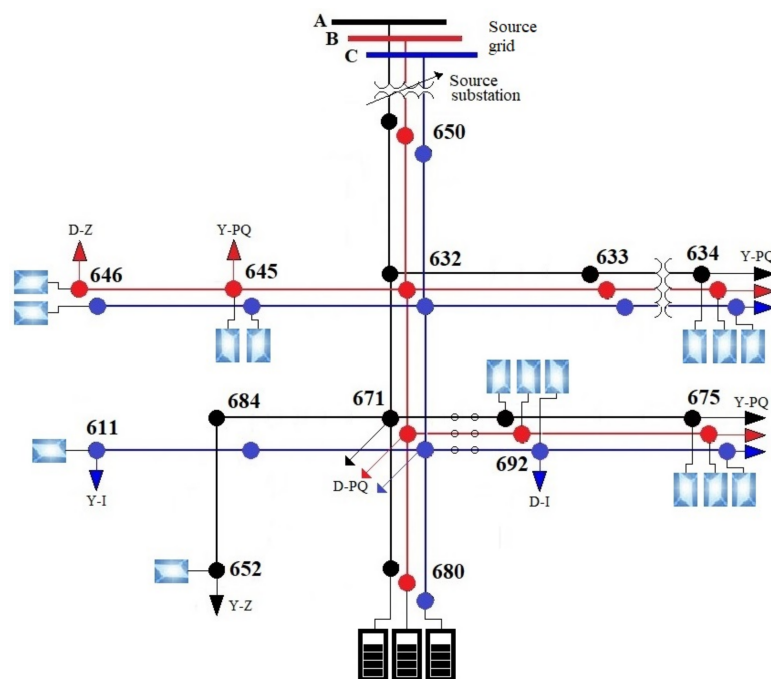 A
B
C
Source
grid
Source
substation
650
D-Z
Y-PQ
646
645
632
633
634
Y-PQ
684
671
675
Y-PQ
611
692
Y-I
D-PQ
D-I
652
680
Y-Z